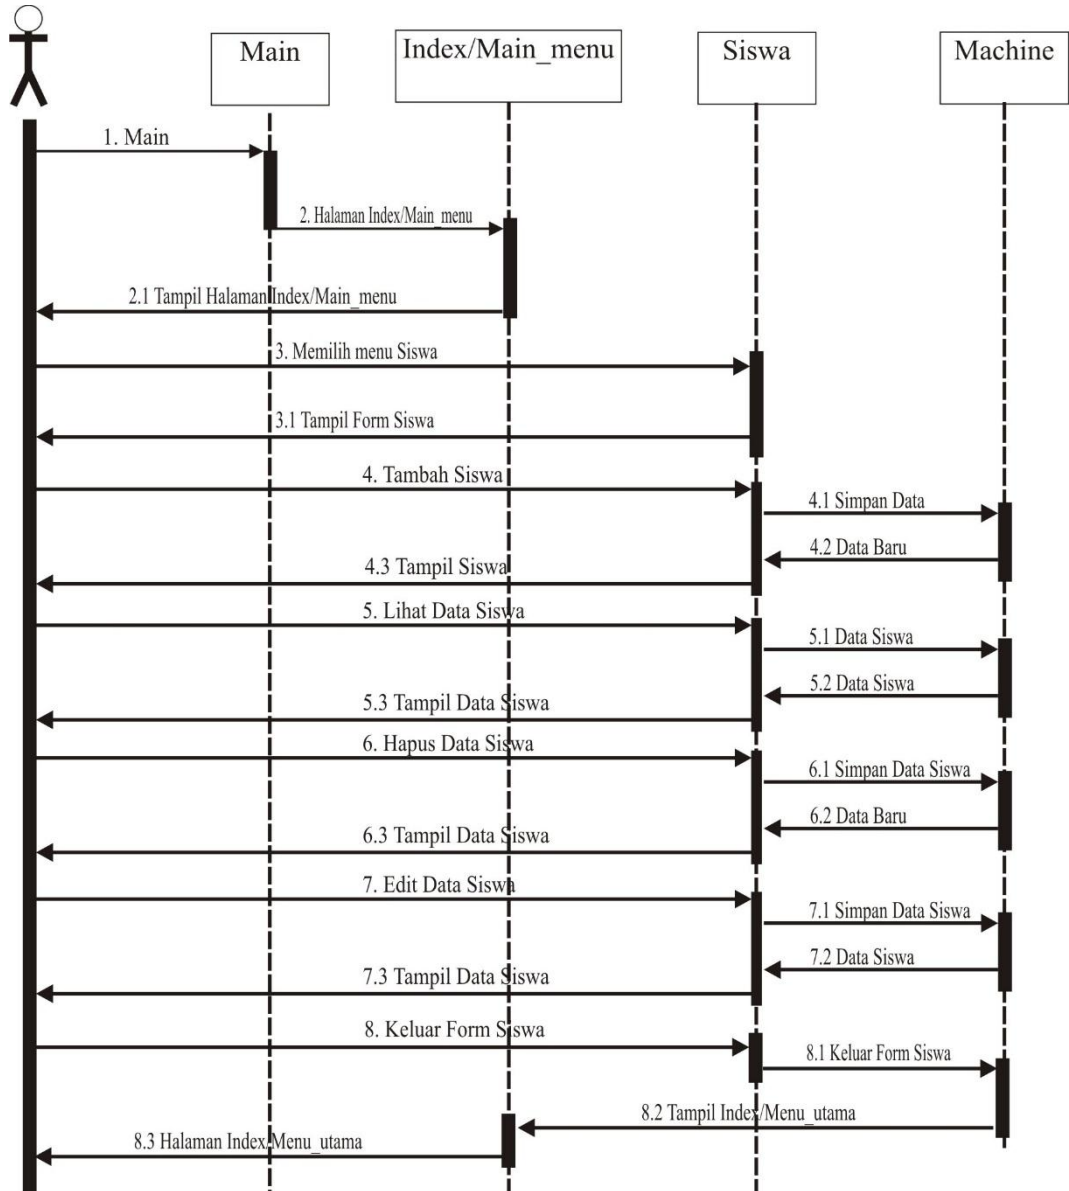 Main
Index/Main_menu
Siswa
Machine
1. Main
2. Halaman Index/Main_menu
2.1 Tampil Halaman Index/Main_menu
3. Memilih menu Siswa
3.1 Tampil Form Siswa
4. Tambah Siswa
4.1 Simpan Data
4.2 Data Baru
4.3 Tampil Siswa
5. Lihat Data Siswa
5.1 Data Siswa
5.2 Data Siswa
5.3 Tampil Data Siswa
6. Hapus Data Siswa
6.1 Simpan Data Siswa
6.2 Data Baru
6.3 Tampil Data Siswa
7. Edit Data Siswa
7.1 Simpan Data Siswa
7.2 Data Siswa
7.3 Tampil Data Siswa
8. Keluar Form Siswa
8.1 Keluar Form Siswa
8.2 Tampil Index/Menu_utama
8.3 Halaman Index/Menu_utama